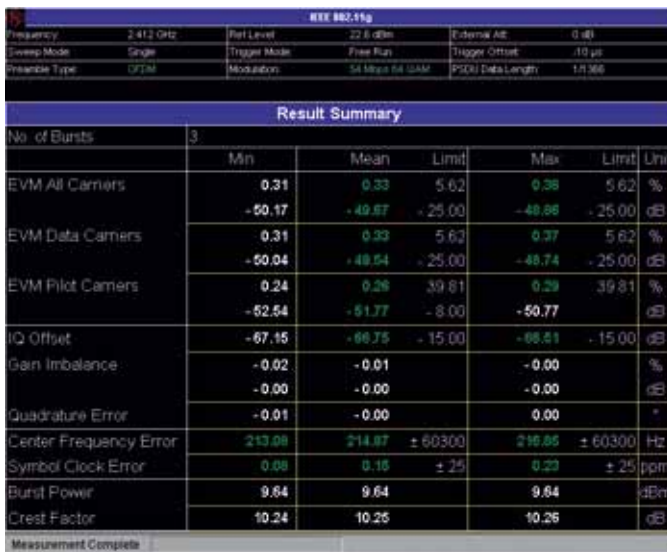 IEEE 802.11g
Frequency 2.412 GHz Ref Level 22.6 dBm External Att 0 dB
Sweep Mode Single Trigger Mode Free Run Trigger Offset -10 µs
Preamble Type OFDM Modulation 54 Mbps 64 QAM PSDU Data Length 1/1366
Result Summary
No. of Bursts 3
Min Mean Limit Max Limit Uni
EVM All Carriers 0.31 0.33 5.62 0.36 5.62 %
- 50.17 - 49.67 - 25.00 - 48.86 - 25.00 dB
EVM Data Carriers 0.31 0.33 5.62 0.37 5.62 %
- 50.04 - 49.54 - 25.00 - 48.74 - 25.00 dB
EVM Pilot Carriers 0.24 0.26 39.81 0.29 39.81 %
- 52.54 - 51.77 - 8.00 - 50.77 dB
IQ Offset - 67.15 - 66.75 - 15.00 - 66.51 - 15.00 dB
Gain Imbalance - 0.02 - 0.01 - 0.00 %
- 0.00 - 0.00 - 0.00 dB
Quadrature Error - 0.01 - 0.00 0.00 °
Center Frequency Error 213.08 214.87 ± 60300 216.85 ± 60300 Hz
Symbol Clock Error 0.08 0.16 ± 25 0.23 ± 25 ppm
Burst Power 9.64 9.64 9.64 dBm
Crest Factor 10.24 10.25 10.26 dB
Measurement Complete